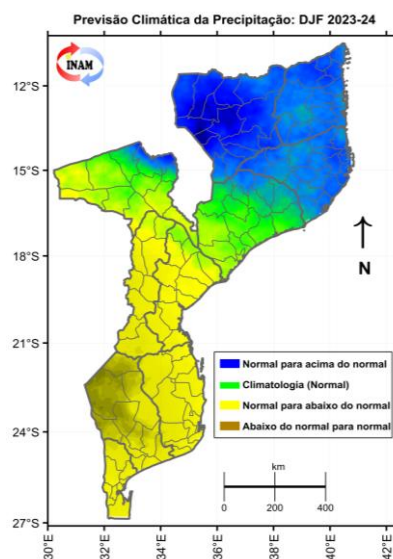 Previsão Climática da Precipitação: DJF 2023-24
INAM
12°S
15°S
18°S
21°S
24°S
27°S
N
Normal para acima do normal
Climatologia (Normal)
Normal para abaixo do normal
Abaixo do normal para normal
km
0 200 400
30°E 32°E 34°E 36°E 38°E 40°E 42°E